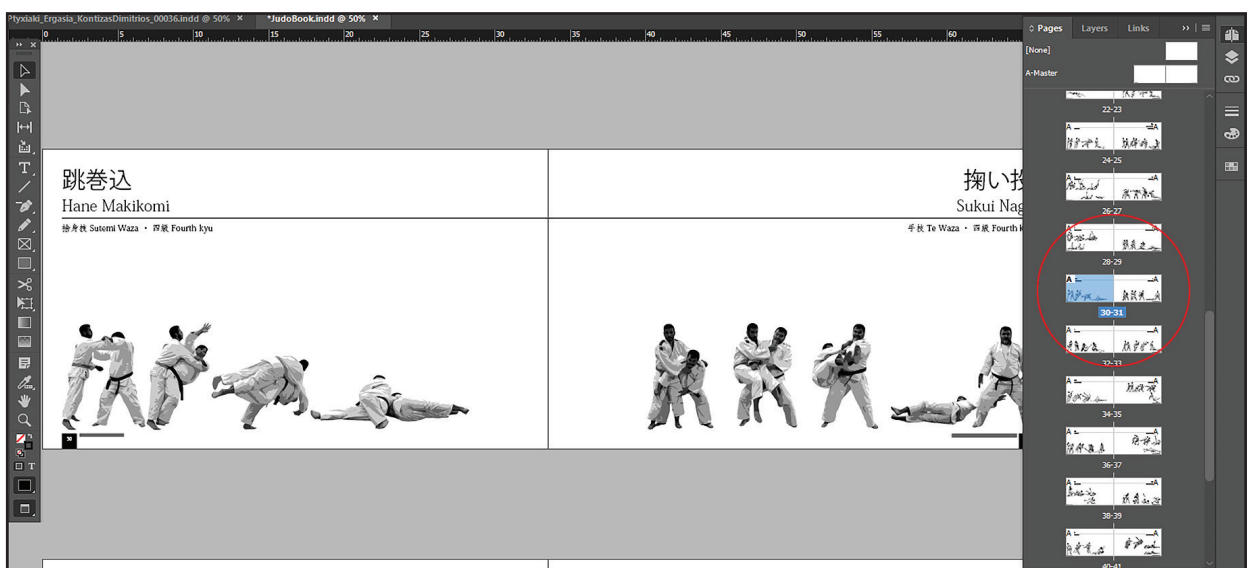 Ptyxiaki_Ergasia_KontizasDimitrios_00036.indd @ 50% × *JudoBook.indd @ 50% ×
0 5 10 15 20 25 30 35 40 45 50 55 60
Pages Layers Links
[None]
A-Master
22-23
24-25
26-27
28-29
30-31
32-33
34-35
36-37
38-39
40-41
跳巻込
Hane Makikomi
捨身技 Sutemi Waza ・ 四級 Fourth kyu
30
掬い投
Sukui Nag
手技 Te Waza ・ 四級 Fourth k